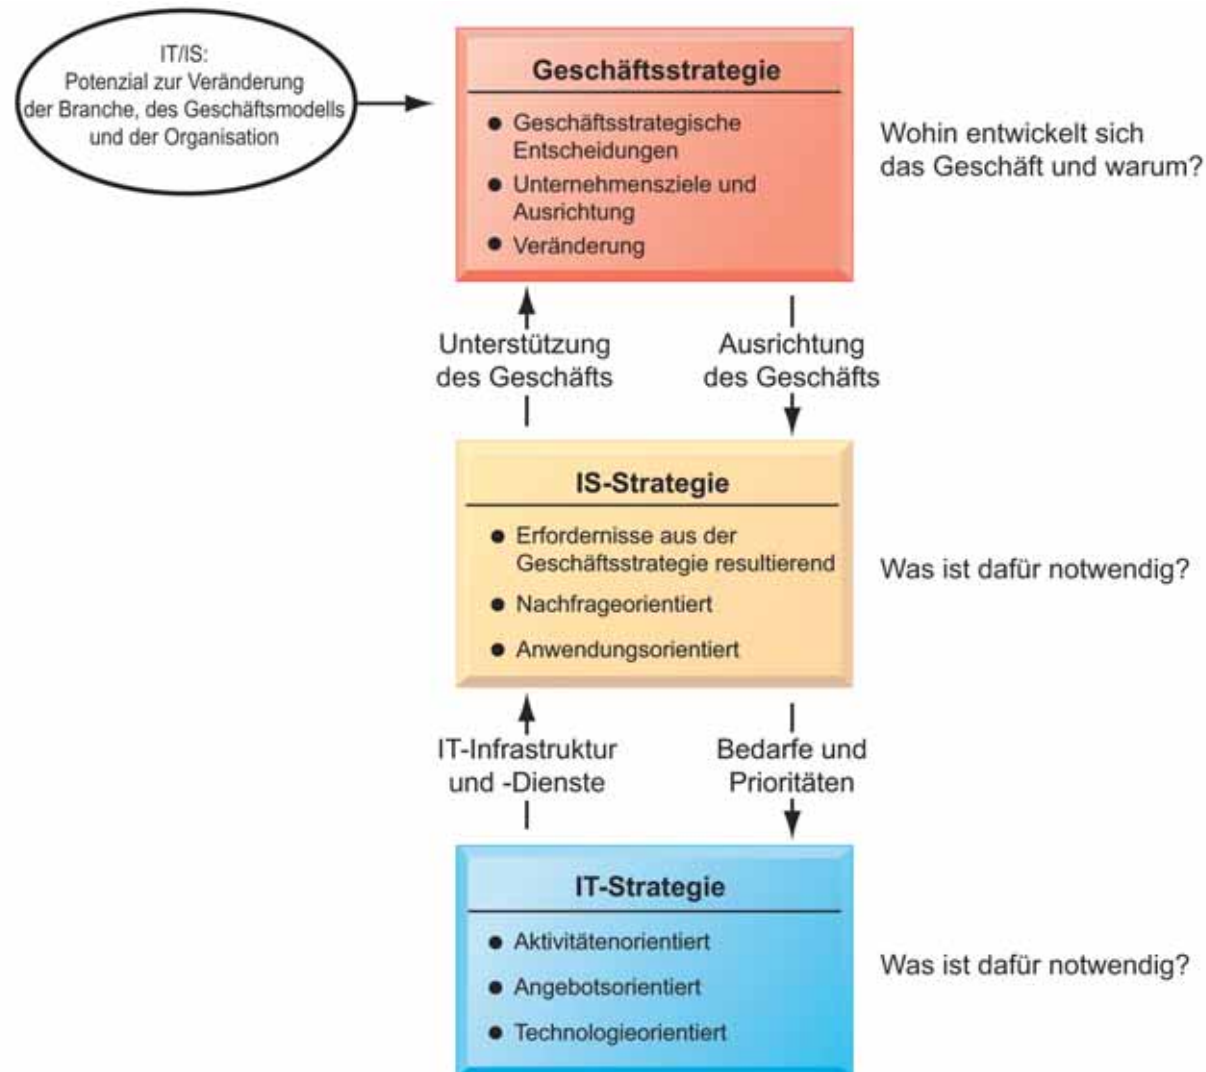 IT/IS:
Potenzial zur Veränderung
der Branche, des Geschäftsmodells
und der Organisation
Geschäftsstrategie
● Geschäftsstrategische
Entscheidungen
● Unternehmensziele und
Ausrichtung
● Veränderung
Wohin entwickelt sich
das Geschäft und warum?
Unterstützung
des Geschäfts
Ausrichtung
des Geschäfts
IS-Strategie
● Erfordernisse aus der
Geschäftsstrategie resultierend
● Nachfrageorientiert
● Anwendungsorientiert
Was ist dafür notwendig?
IT-Infrastruktur
und -Dienste
Bedarfe und
Prioritäten
IT-Strategie
● Aktivitätenorientiert
● Angebotsorientiert
● Technologieorientiert
Was ist dafür notwendig?